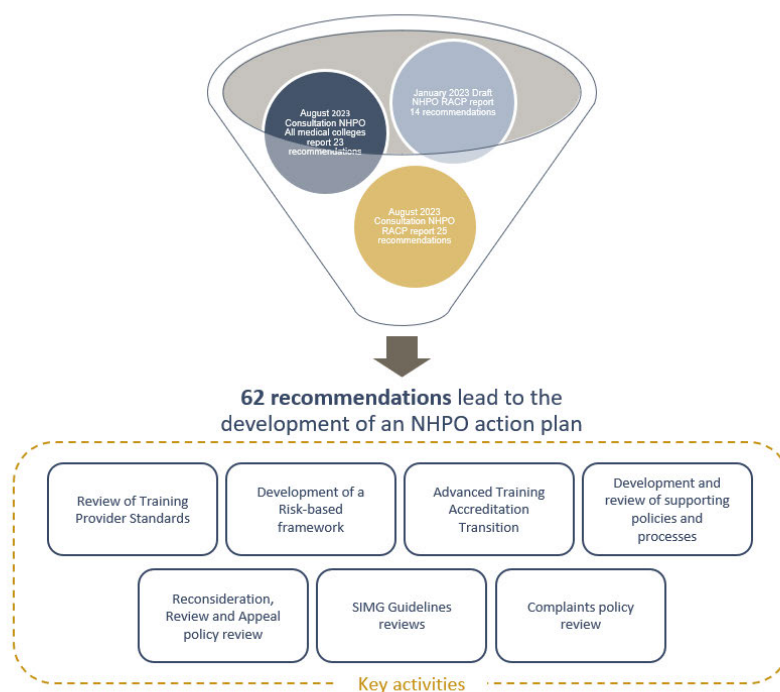 January 2023 Draft
NHPO RACP report
14 recommendations
August 2023
Consultation NHPO
All medical colleges
report 23
recommendations
August 2023
Consultation NHPO
RACP report 25
recommendations
62 recommendations lead to the
development of an NHPO action plan
Review of Training
Provider Standards
Development of a
Risk-based
framework
Advanced Training
Accreditation
Transition
Development and
review of supporting
policies and
processes
Reconsideration,
Review and Appeal
policy review
SIMG Guidelines
reviews
Complaints policy
review
Key activities